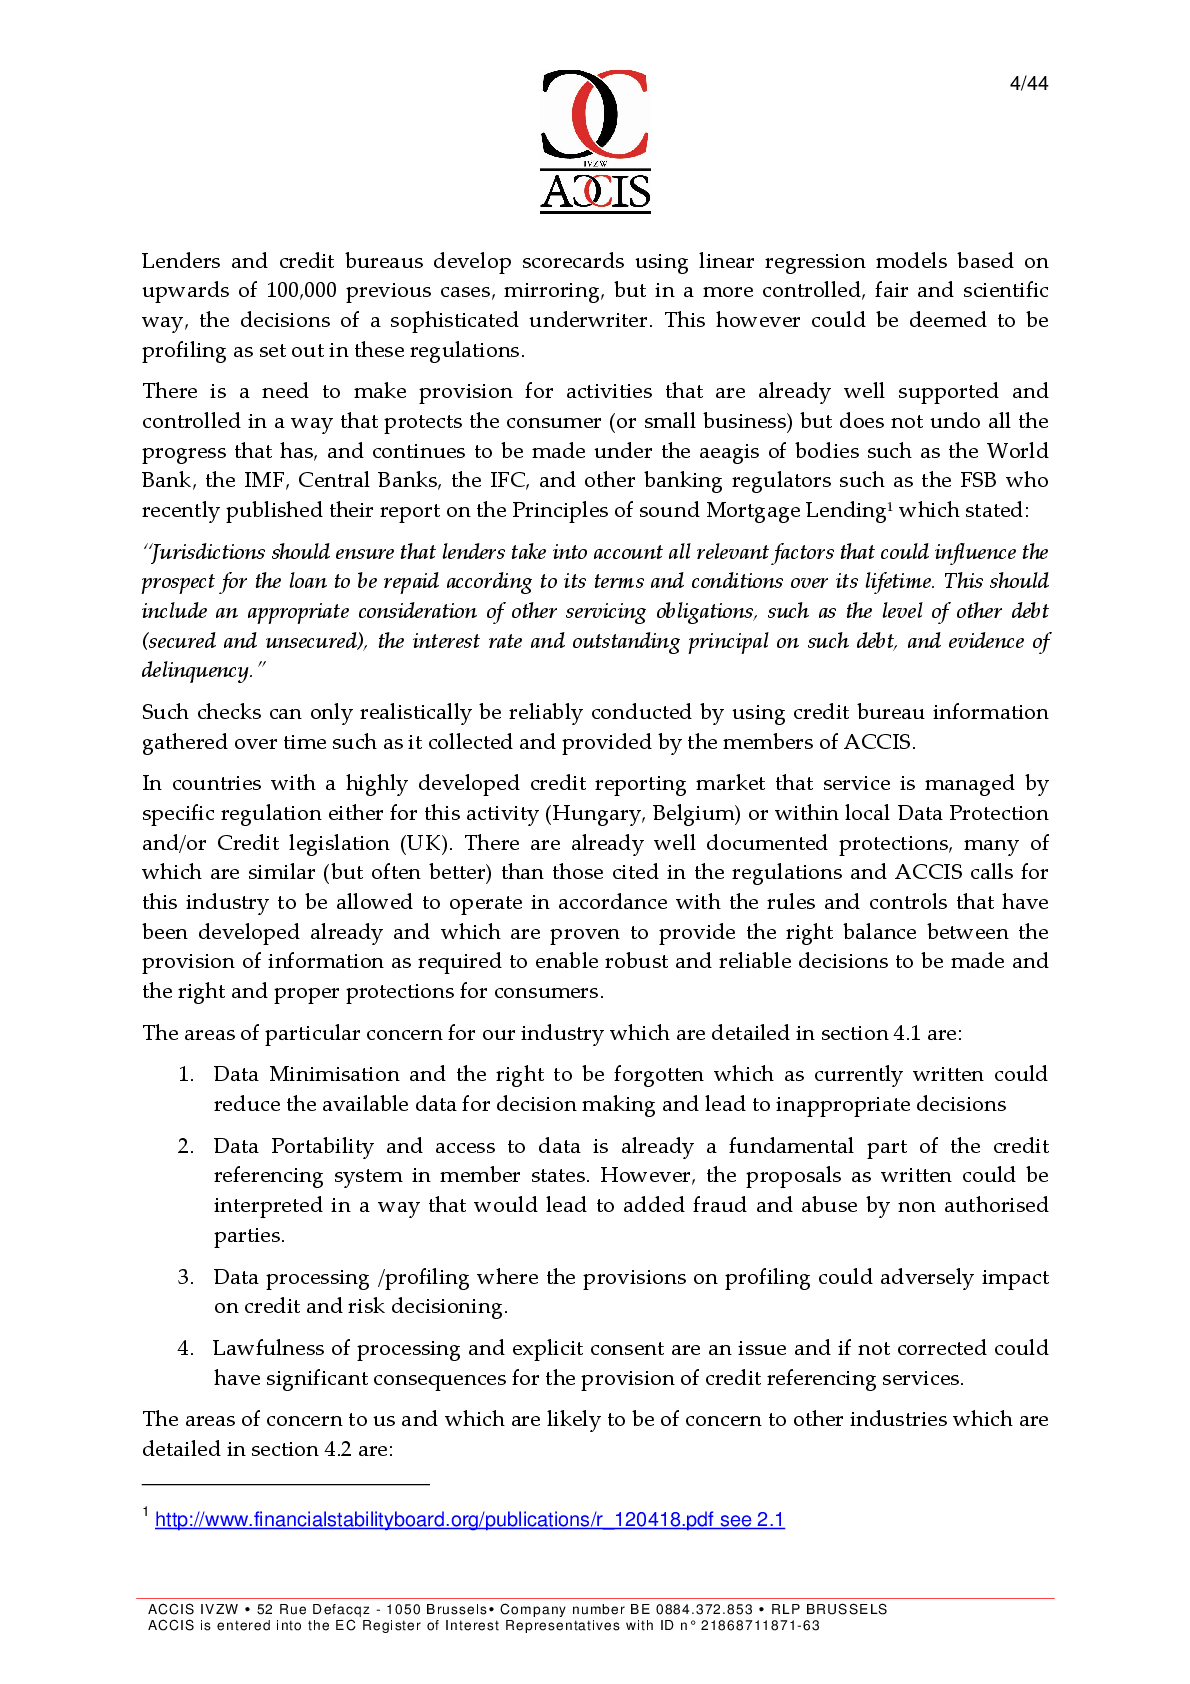 4/44
IVZW
ACCIS
Lenders and credit bureaus develop scorecards using linear regression models based on
upwards of 100,000 previous cases, mirroring, but in a more controlled, fair and scientific
way, the decisions of a sophisticated underwriter. This however could be deemed to be
profiling as set out in these regulations.
There is a need to make provision for activities that are already well supported and
controlled in a way that protects the consumer (or small business) but does not undo all the
progress that has, and continues to be made under the aeagis of bodies such as the World
Bank, the IMF, Central Banks, the IFC, and other banking regulators such as the FSB who
recently published their report on the Principles of sound Mortgage Lending¹ which stated:
“Jurisdictions should ensure that lenders take into account all relevant factors that could influence the
prospect for the loan to be repaid according to its terms and conditions over its lifetime. This should
include an appropriate consideration of other servicing obligations, such as the level of other debt
(secured and unsecured), the interest rate and outstanding principal on such debt, and evidence of
delinquency.”
Such checks can only realistically be reliably conducted by using credit bureau information
gathered over time such as it collected and provided by the members of ACCIS.
In countries with a highly developed credit reporting market that service is managed by
specific regulation either for this activity (Hungary, Belgium) or within local Data Protection
and/or Credit legislation (UK). There are already well documented protections, many of
which are similar (but often better) than those cited in the regulations and ACCIS calls for
this industry to be allowed to operate in accordance with the rules and controls that have
been developed already and which are proven to provide the right balance between the
provision of information as required to enable robust and reliable decisions to be made and
the right and proper protections for consumers.
The areas of particular concern for our industry which are detailed in section 4.1 are:
1. Data Minimisation and the right to be forgotten which as currently written could
reduce the available data for decision making and lead to inappropriate decisions
2. Data Portability and access to data is already a fundamental part of the credit
referencing system in member states. However, the proposals as written could be
interpreted in a way that would lead to added fraud and abuse by non authorised
parties.
3. Data processing /profiling where the provisions on profiling could adversely impact
on credit and risk decisioning.
4. Lawfulness of processing and explicit consent are an issue and if not corrected could
have significant consequences for the provision of credit referencing services.
The areas of concern to us and which are likely to be of concern to other industries which are
detailed in section 4.2 are:
1 http://www.financialstabilityboard.org/publications/r_120418.pdf see 2.1
ACCIS IVZW • 52 Rue Defacqz - 1050 Brussels• Company number BE 0884.372.853 • RLP BRUSSELS
ACCIS is entered into the EC Register of Interest Representatives with ID n° 21868711871-63